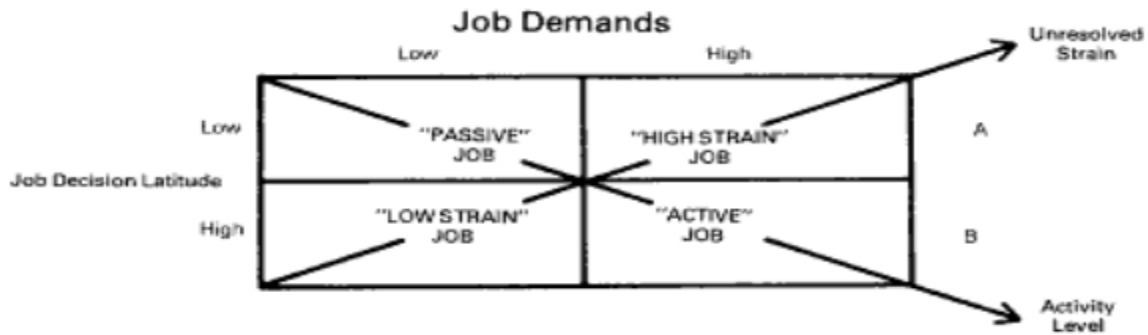 Job Demands
Low
High
Unresolved
Strain
Low
"PASSIVE"
JOB
"HIGH STRAIN"
JOB
A
Job Decision Latitude
High
"LOW STRAIN"
JOB
"ACTIVE"
JOB
B
Activity
Level